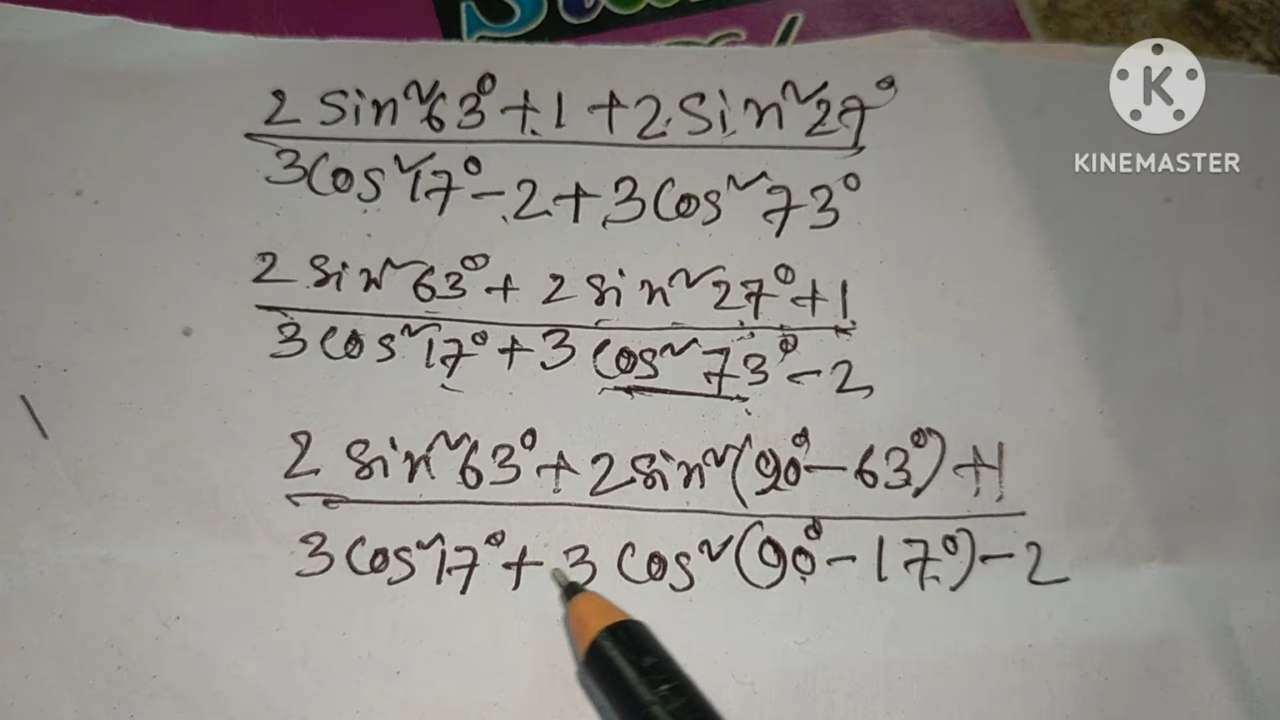 KINEMASTER
2 sin²63° + 1 + 2 sin²27°
3 cos²17° - 2 + 3 cos²73°
2 sin²63° + 2 sin²27° + 1
3 cos²17° + 3 cos²73° - 2
2 sin²63° + 2 sin²(90° - 63°) + 1
3 cos²17° + 3 cos²(90° - 17°) - 2